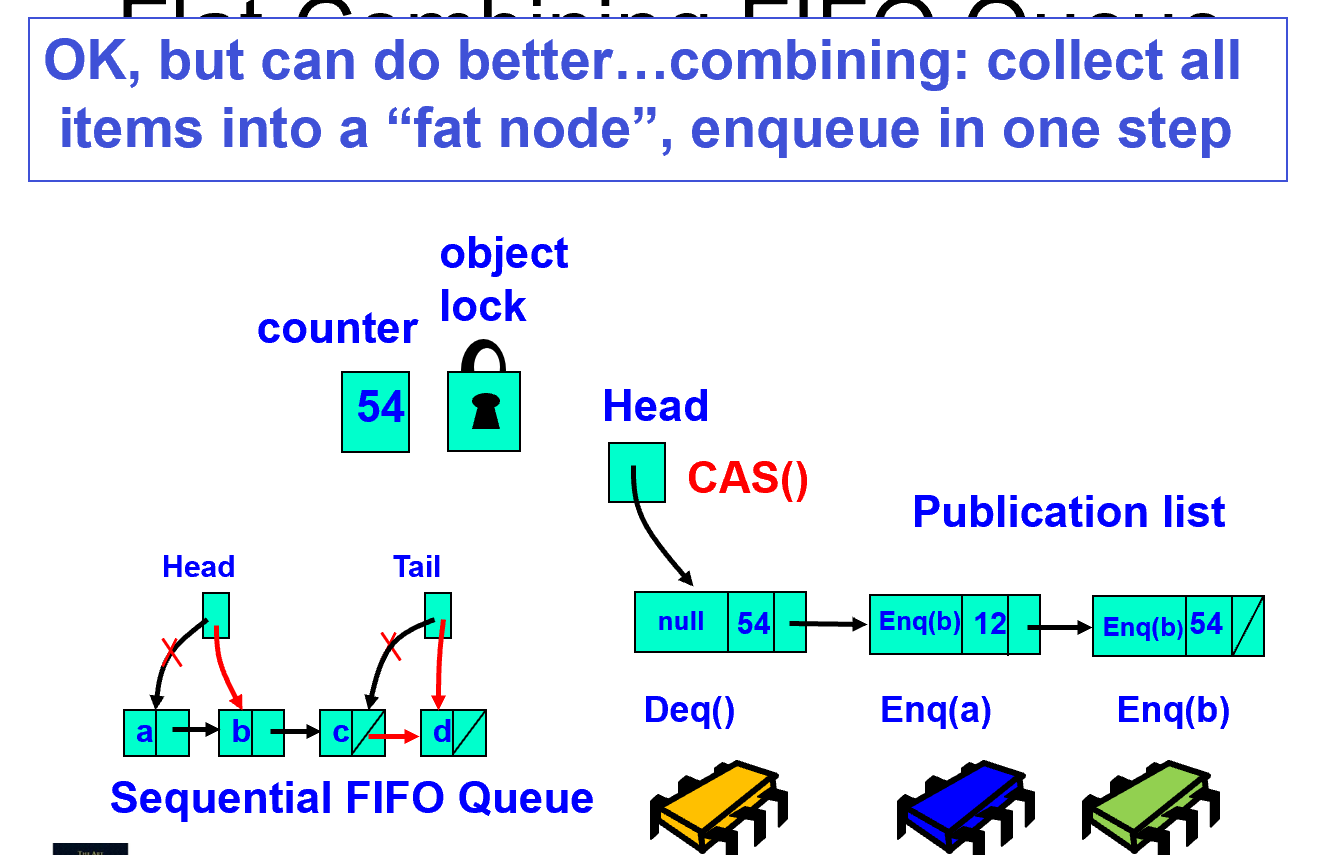 Flat Combining FIFO Queue
OK, but can do better…combining: collect all
items into a “fat node”, enqueue in one step
object
lock
counter
54
Head
CAS()
Publication list
Head
Tail
null
54
Enq(b)
12
Enq(b)
54
a
b
c
d
Deq()
Enq(a)
Enq(b)
Sequential FIFO Queue
THE ART